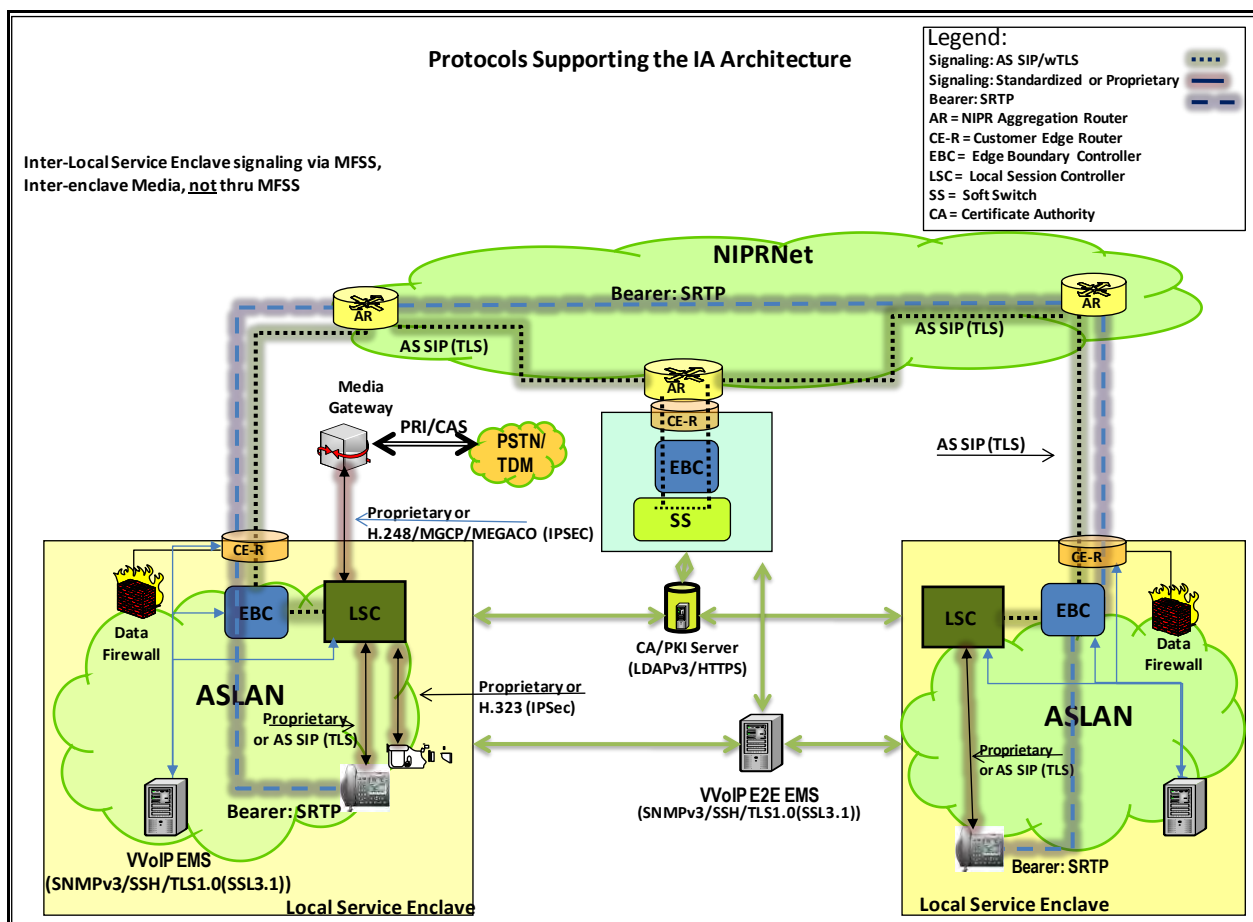 Protocols Supporting the IA Architecture
Legend:
Signaling: AS SIP/wTLS
Signaling: Standardized or Proprietary
Bearer: SRTP
AR = NIPR Aggregation Router
CE-R = Customer Edge Router
EBC = Edge Boundary Controller
LSC = Local Session Controller
SS = Soft Switch
CA = Certificate Authority
Inter-Local Service Enclave signaling via MFSS,
Inter-enclave Media, not thru MFSS
NIPRNet
Bearer: SRTP
AR
AR
AS SIP (TLS)
AS SIP (TLS)
AR
Media
Gateway
PRI/CAS
PSTN/
TDM
CE-R
EBC
SS
AS SIP (TLS)
Proprietary or
H.248/MGCP/MEGACO (IPSEC)
CE-R
EBC
LSC
Data
Firewall
ASLAN
Proprietary or
H.323 (IPSec)
Proprietary
or AS SIP (TLS)
Bearer: SRTP
VVoIP EMS
(SNMPv3/SSH/TLS1.0(SSL3.1))
Local Service Enclave
CA/PKI Server
(LDAPv3/HTTPS)
VVoIP E2E EMS
(SNMPv3/SSH/TLS1.0(SSL3.1))
CE-R
LSC
EBC
Data
Firewall
ASLAN
Proprietary
or AS SIP (TLS)
Bearer: SRTP
Local Service Enclave